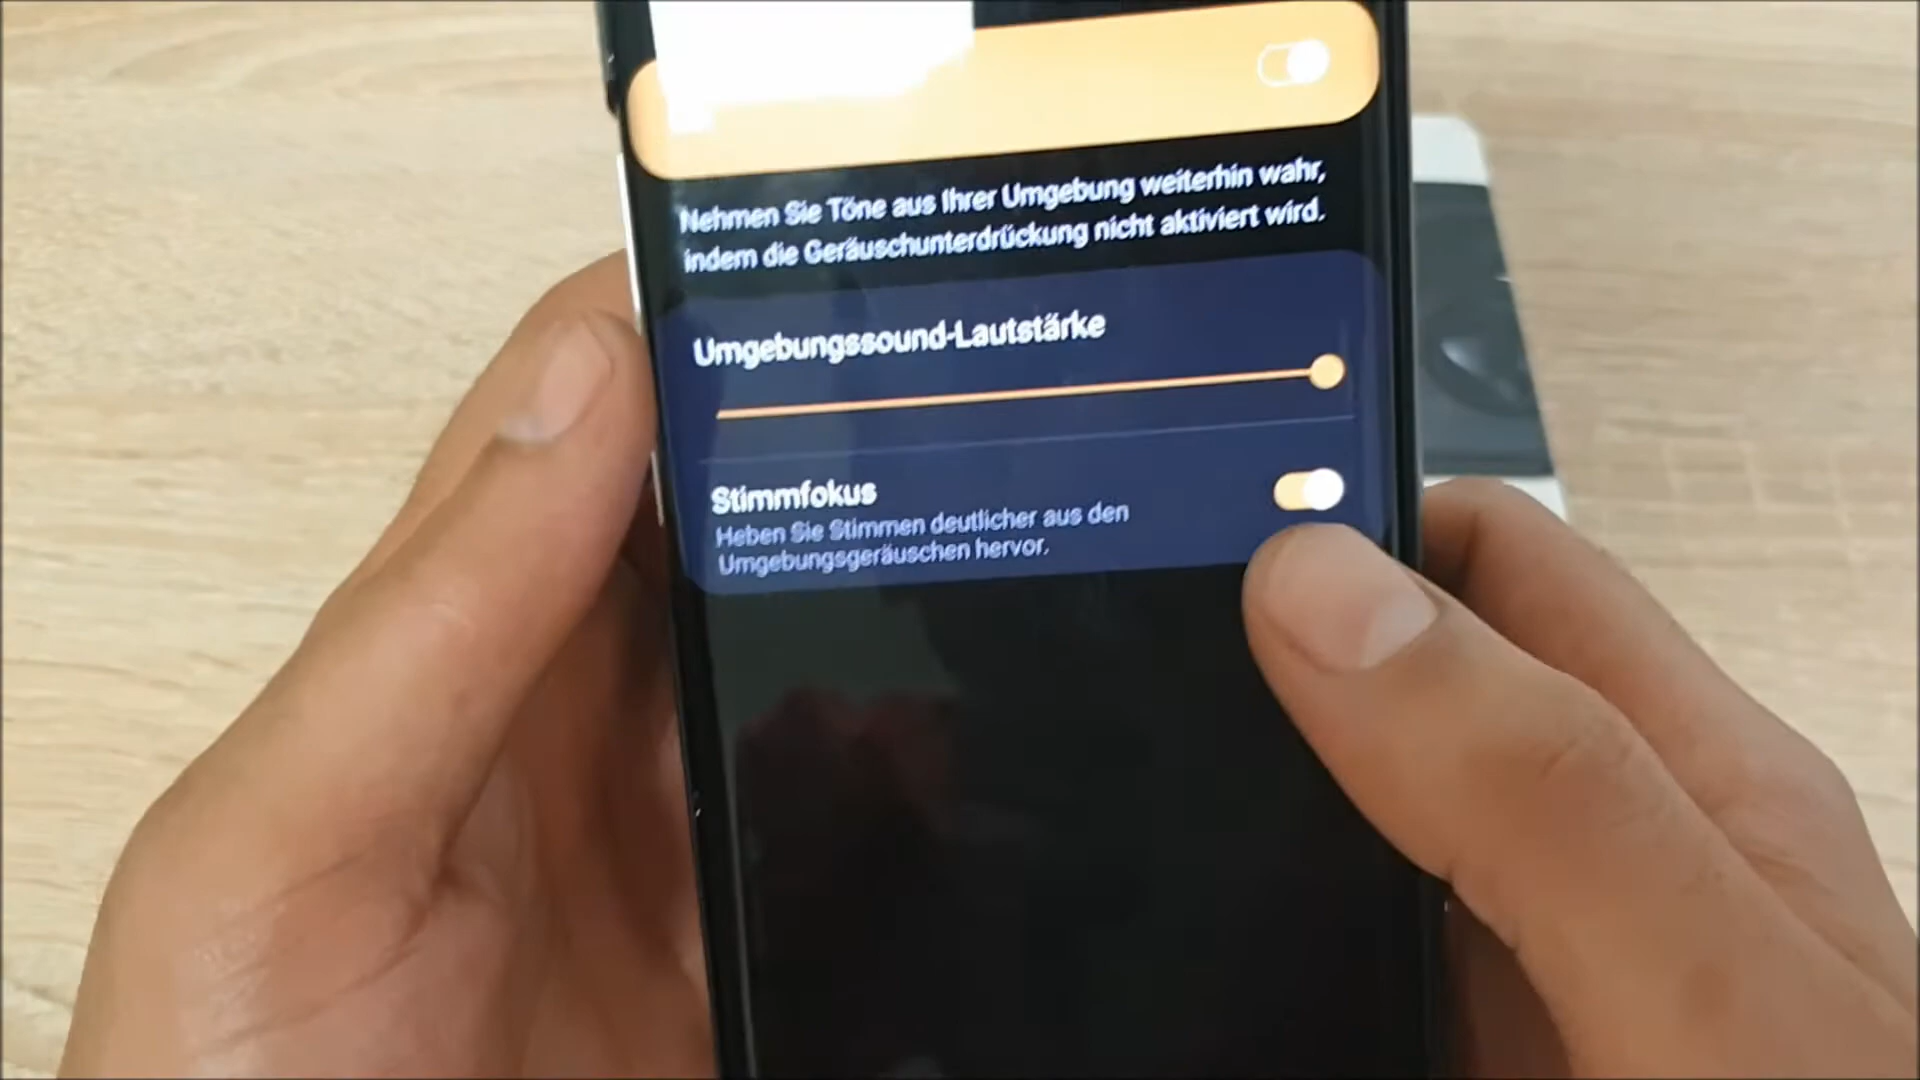 Nehmen Sie Töne aus Ihrer Umgebung weiterhin wahr,
indem die Geräuschunterdrückung nicht aktiviert wird.
Umgebungssound-Lautstärke
Stimmfokus
Heben Sie Stimmen deutlicher aus den
Umgebungsgeräuschen hervor.